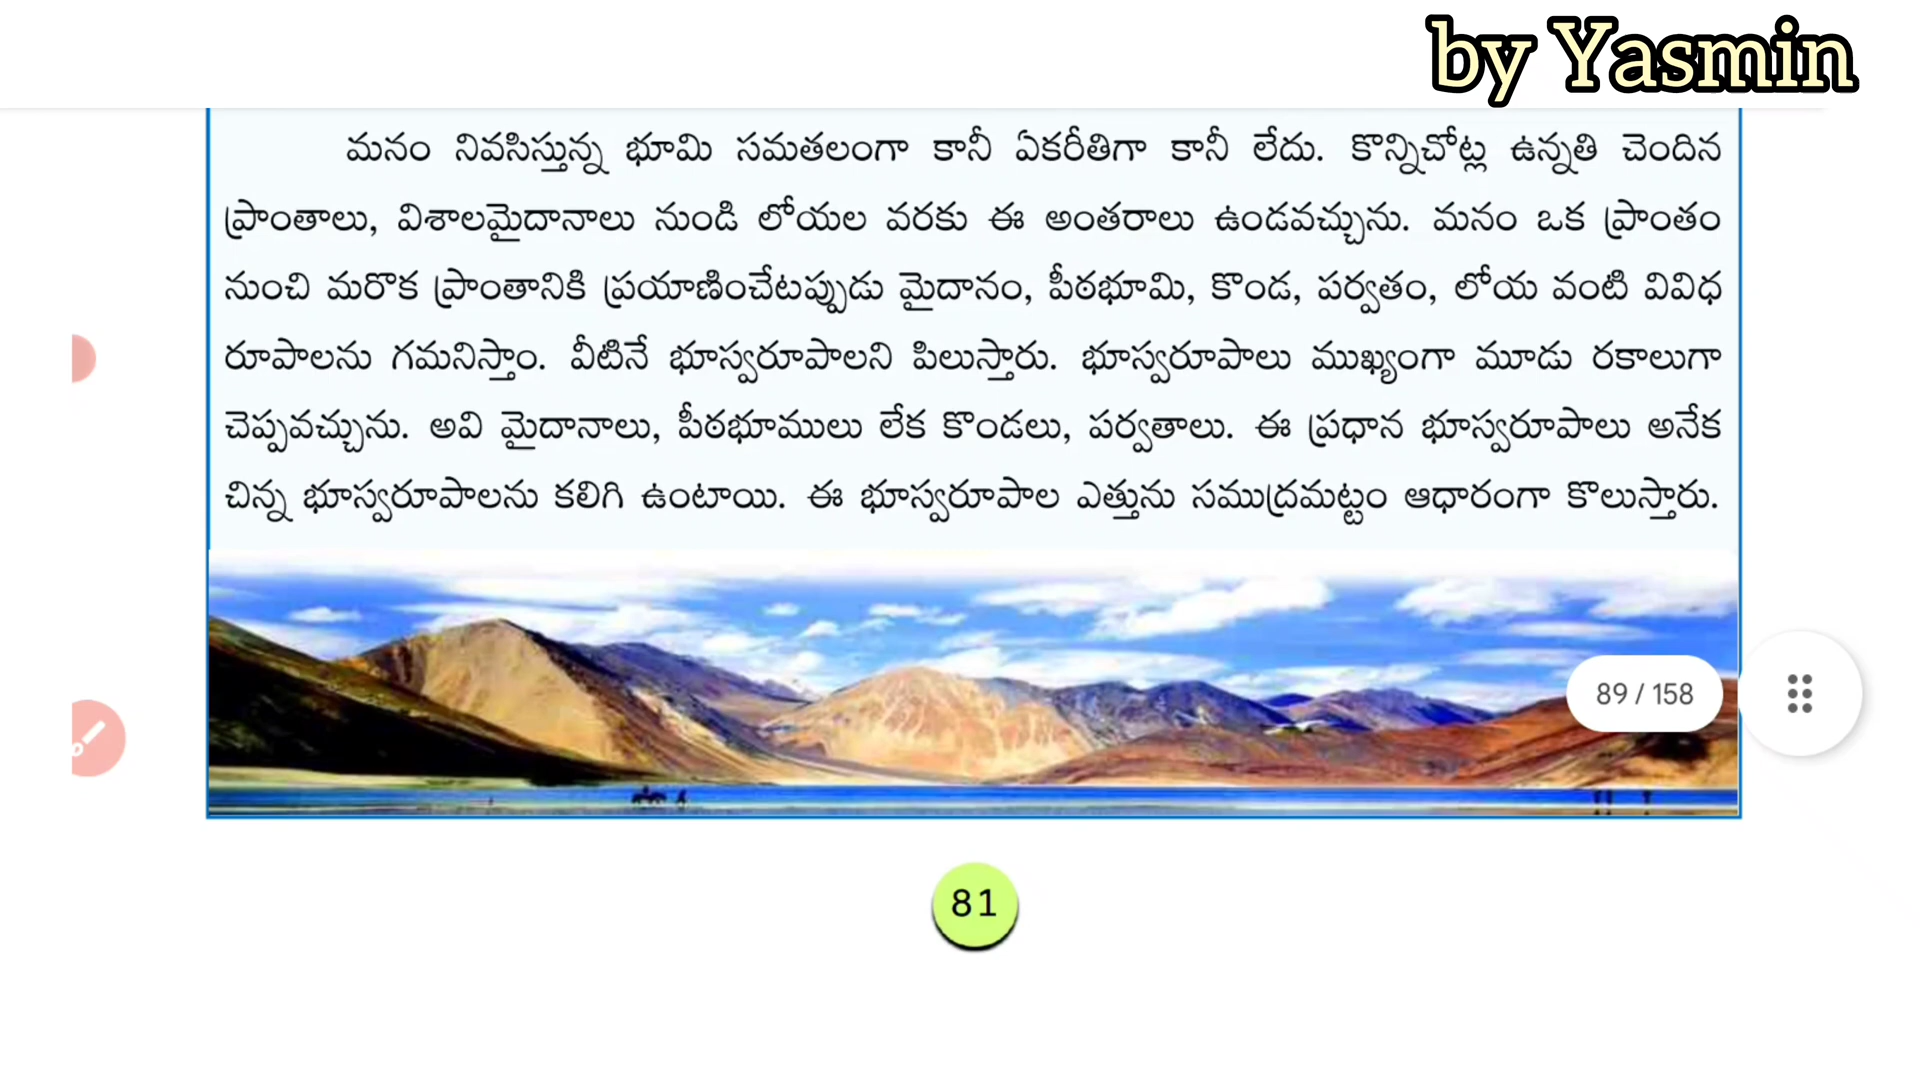 by Yasmin
మనం నివసిస్తున్న భూమి సమతలంగా కానీ ఏకరీతిగా కానీ లేదు. కొన్నిచోట్ల ఉన్నతి చెందిన
ప్రాంతాలు, విశాలమైదానాలు నుండి లోయల వరకు ఈ అంతరాలు ఉండవచ్చును. మనం ఒక ప్రాంతం
నుంచి మరొక ప్రాంతానికి ప్రయాణించేటప్పుడు మైదానం, పీఠభూమి, కొండ, పర్వతం, లోయ వంటి వివిధ
రూపాలను గమనిస్తాం. వీటినే భూస్వరూపాలని పిలుస్తారు. భూస్వరూపాలు ముఖ్యంగా మూడు రకాలుగా
చెప్పవచ్చును. అవి మైదానాలు, పీఠభూములు లేక కొండలు, పర్వతాలు. ఈ ప్రధాన భూస్వరూపాలు అనేక
చిన్న భూస్వరూపాలను కలిగి ఉంటాయి. ఈ భూస్వరూపాల ఎత్తును సముద్రమట్టం ఆధారంగా కొలుస్తారు.
89 / 158
81